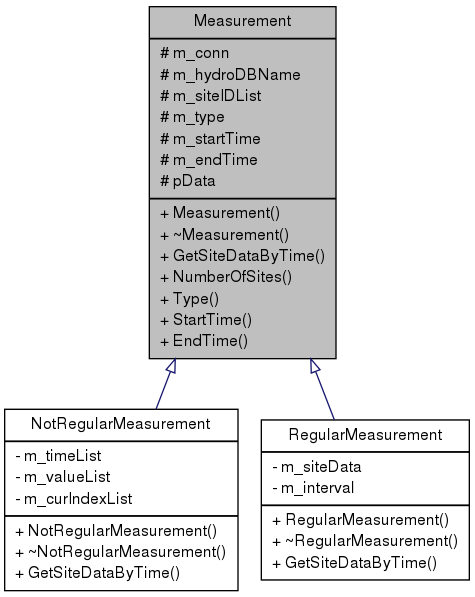 Measurement
# m_conn
# m_hydroDBName
# m_siteIDList
# m_type
# m_startTime
# m_endTime
# pData
+ Measurement()
+ ~Measurement()
+ GetSiteDataByTime()
+ NumberOfSites()
+ Type()
+ StartTime()
+ EndTime()
NotRegularMeasurement
- m_timeList
- m_valueList
- m_curIndexList
+ NotRegularMeasurement()
+ ~NotRegularMeasurement()
+ GetSiteDataByTime()
RegularMeasurement
- m_siteData
- m_interval
+ RegularMeasurement()
+ ~RegularMeasurement()
+ GetSiteDataByTime()